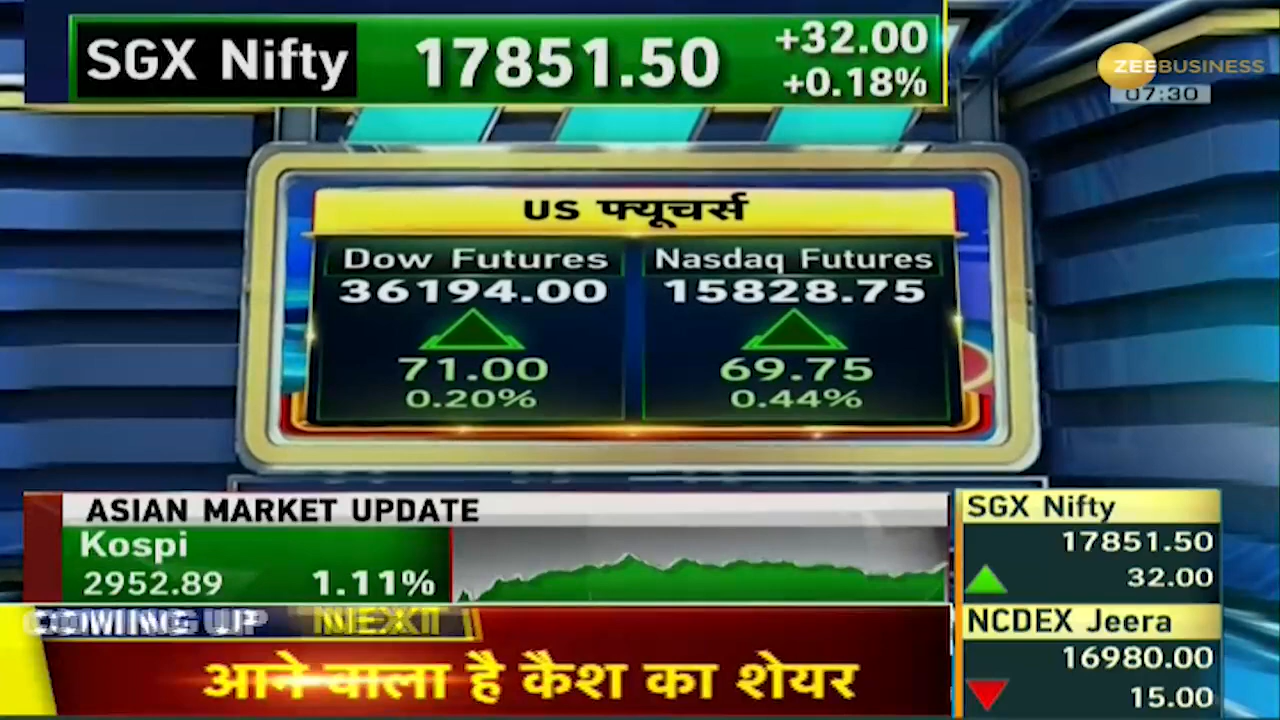 SGX Nifty 17851.50 +32.00
+0.18%
ZEEBUSINESS
07:30
US फ्यूचर्स
Dow Futures
36194.00
71.00
0.20%
Nasdaq Futures
15828.75
69.75
0.44%
ASIAN MARKET UPDATE
Kospi
2952.89 1.11%
SGX Nifty
17851.50
32.00
NCDEX Jeera
16980.00
15.00
COMING UP NEXT
आने वाला है कैश का शेयर